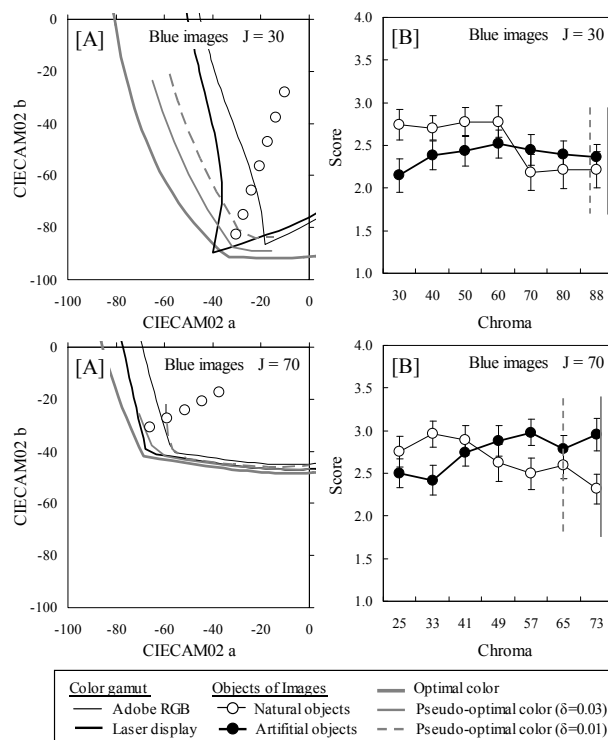 [A] Blue images J = 30
0
-20
-40
-60
-80
-100
CIECAM02 b
-100 -80 -60 -40 -20 0
CIECAM02 a
[B] Blue images J = 30
4.0
3.5
3.0
2.5
2.0
1.5
1.0
Score
30 40 50 60 70 80 88
Chroma
[A] Blue images J = 70
0
-20
-40
-60
-80
-100
CIECAM02 b
-100 -80 -60 -40 -20 0
CIECAM02 a
[B] Blue images J = 70
4.0
3.5
3.0
2.5
2.0
1.5
1.0
Score
25 33 41 49 57 65 73
Chroma
Color gamut Objects of Images Optimal color
Adobe RGB Natural objects Pseudo-optimal color (δ=0.03)
Laser display Artifitial objects Pseudo-optimal color (δ=0.01)